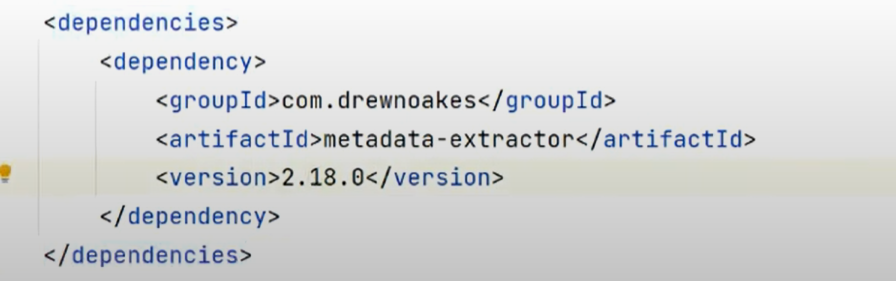 <dependencies>
<dependency>
<groupId>com.drewnoakes</groupId>
<artifactId>metadata-extractor</artifactId>
<version>2.18.0</version>
</dependency>
</dependencies>